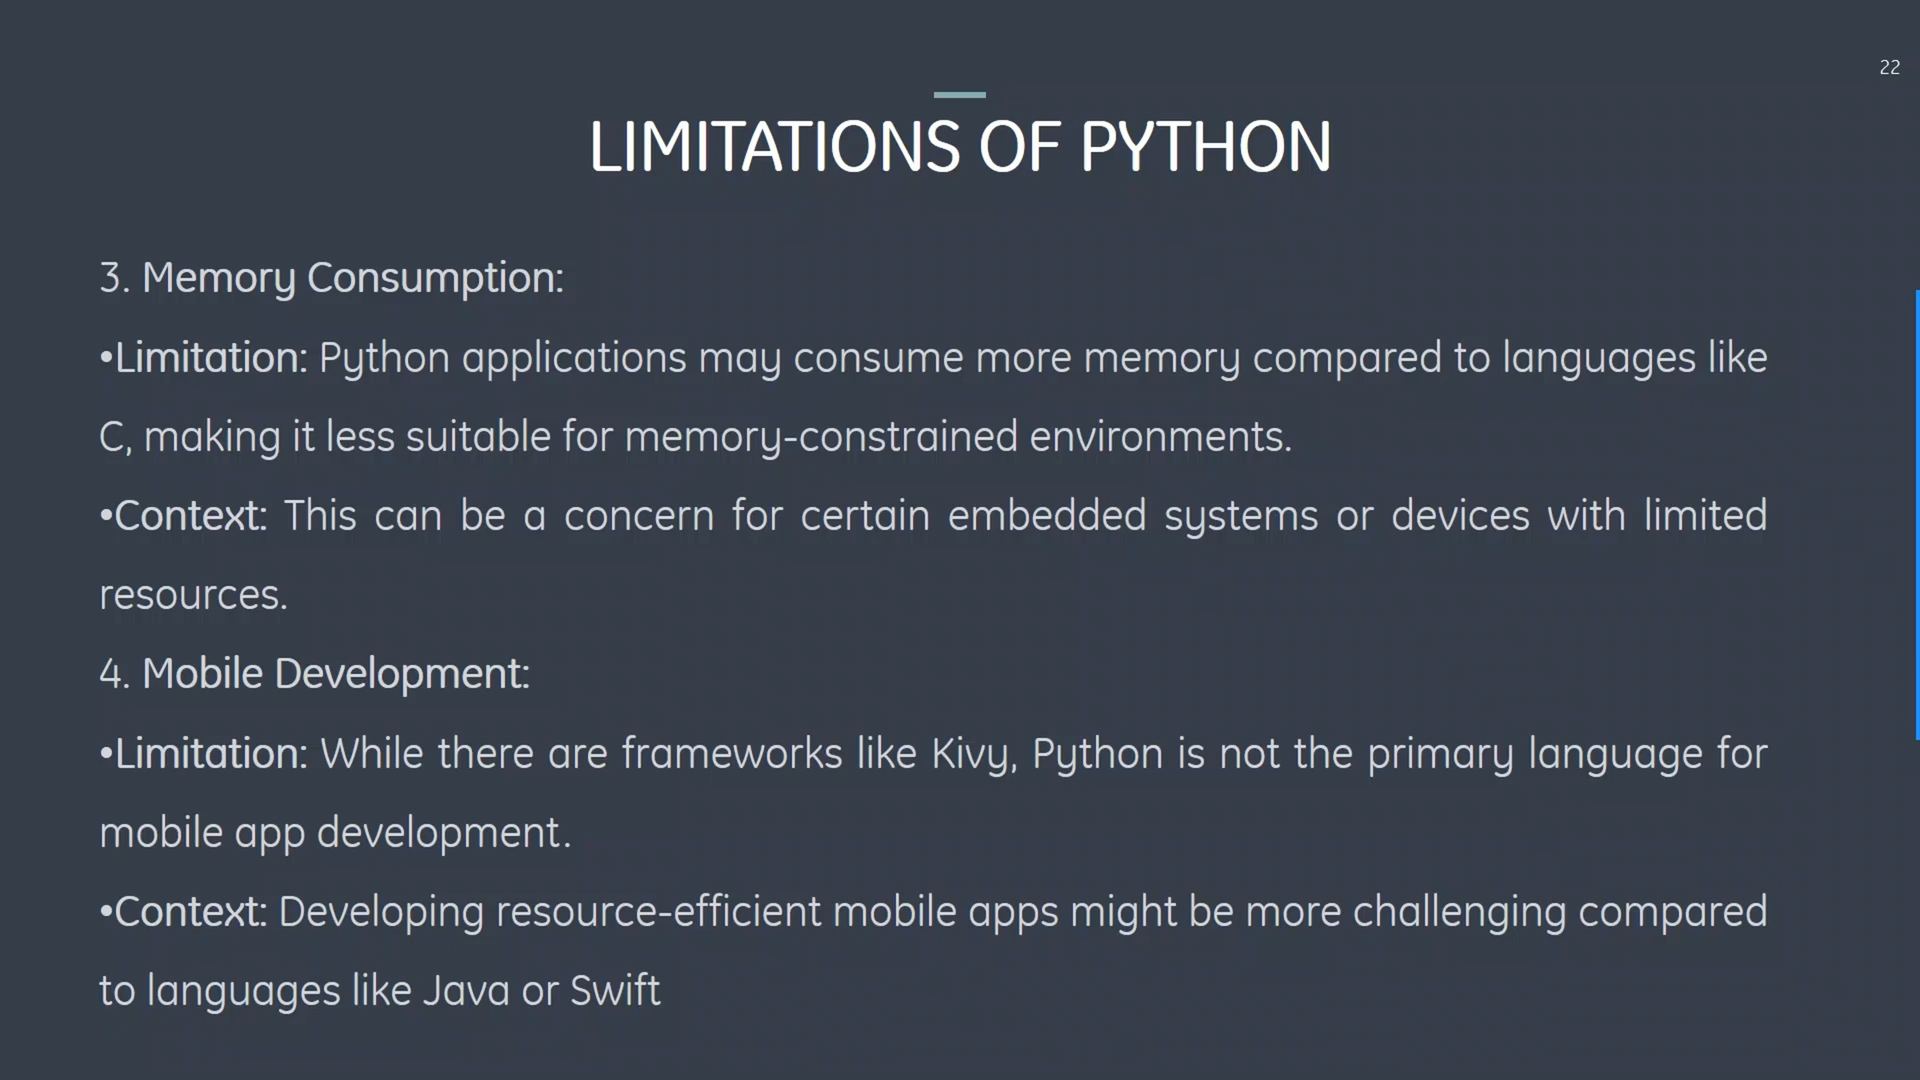 22
LIMITATIONS OF PYTHON
3. Memory Consumption:
•Limitation: Python applications may consume more memory compared to languages like
C, making it less suitable for memory-constrained environments.
•Context: This can be a concern for certain embedded systems or devices with limited
resources.
4. Mobile Development:
•Limitation: While there are frameworks like Kivy, Python is not the primary language for
mobile app development.
•Context: Developing resource-efficient mobile apps might be more challenging compared
to languages like Java or Swift